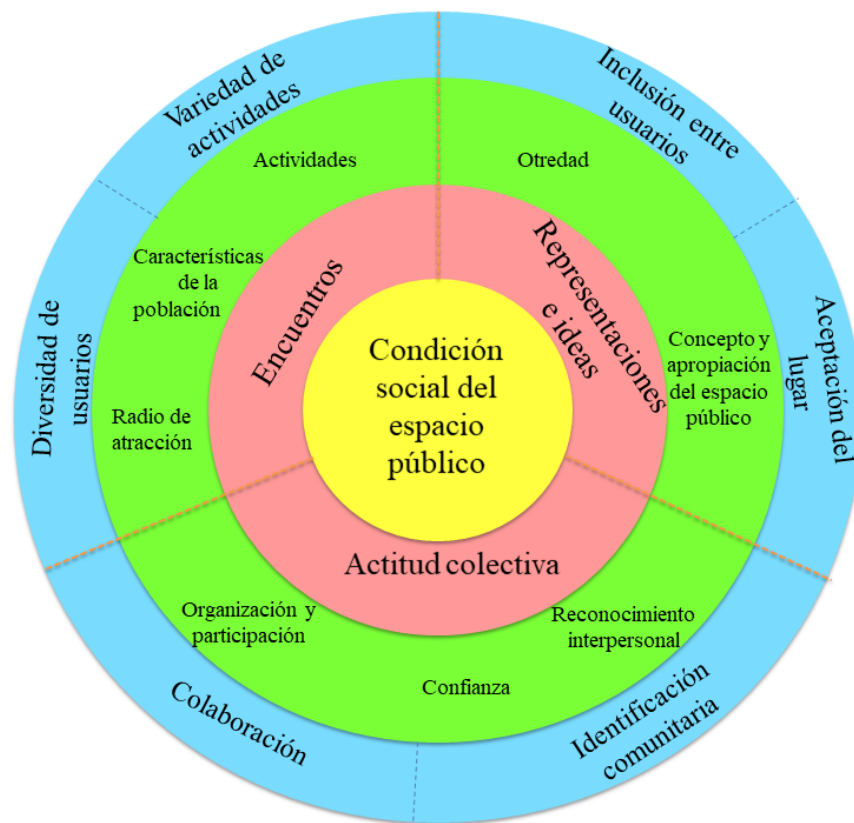 Variedad de
actividades
Inclusión entre
usuarios
Actividades
Otredad
Características
de la
población
Encuentros
Representaciones
e ideas
Diversidad de
usuarios
Condición
social del
espacio
público
Aceptación del
lugar
Concepto y
apropiación
del espacio
público
Radio de
atracción
Actitud colectiva
Organización y
participación
Reconocimiento
interpersonal
Confianza
Colaboración
Identificación
comunitaria